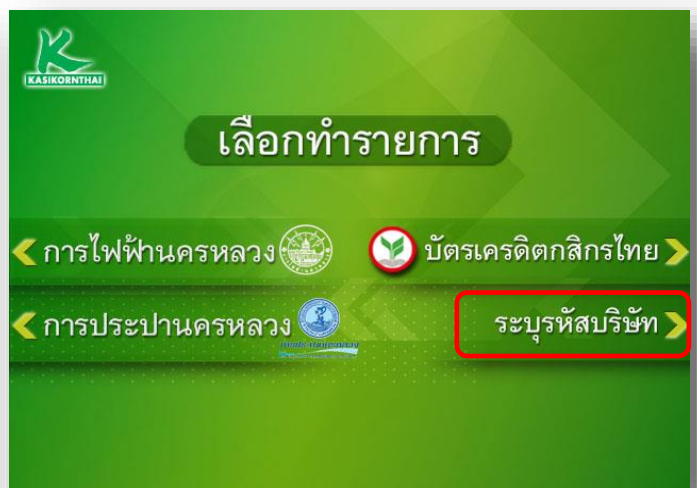 KASIKORNTHAI
เลือกทำรายการ
การไฟฟ้านครหลวง
บัตรเครดิตกสิกรไทย
การประปานครหลวง
ระบุรหัสบริษัท